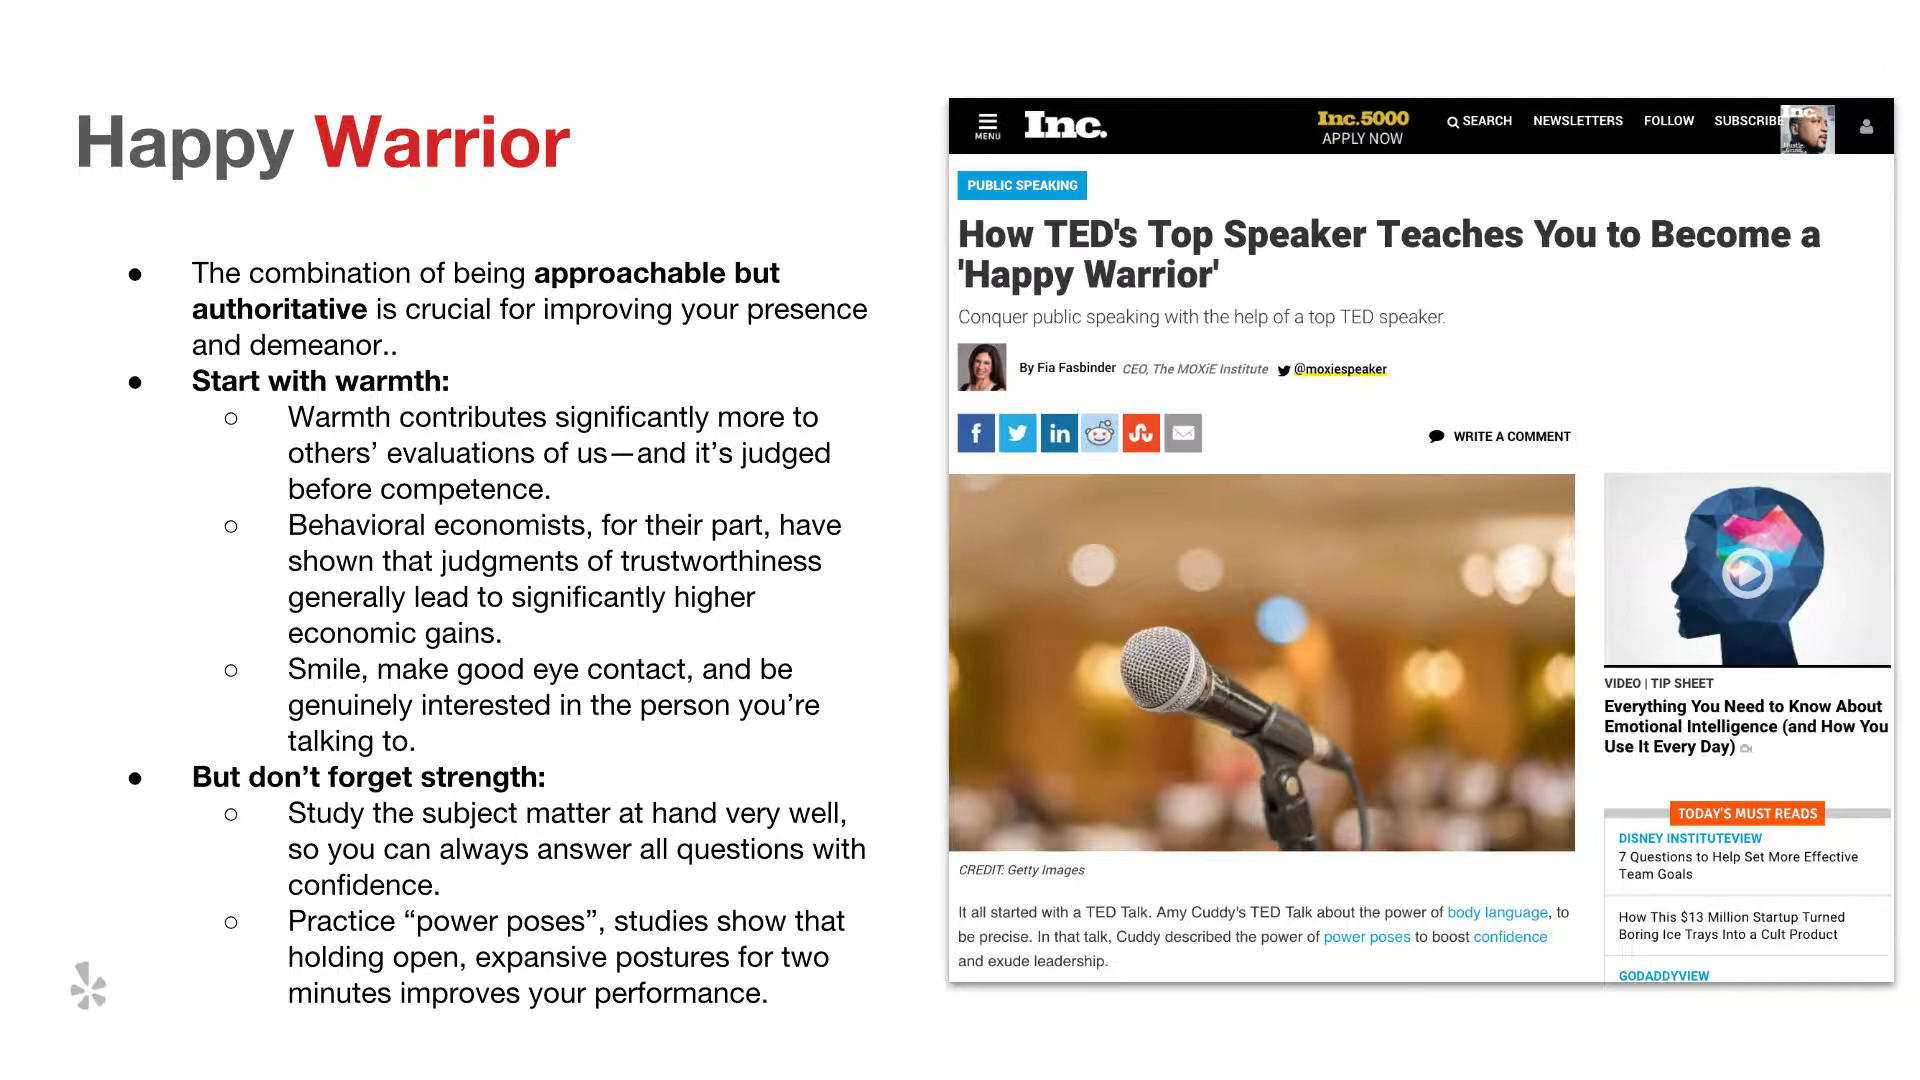 Happy Warrior
● The combination of being approachable but
authoritative is crucial for improving your presence
and demeanor..
● Start with warmth:
○ Warmth contributes significantly more to
others’ evaluations of us—and it’s judged
before competence.
○ Behavioral economists, for their part, have
shown that judgments of trustworthiness
generally lead to significantly higher
economic gains.
○ Smile, make good eye contact, and be
genuinely interested in the person you’re
talking to.
● But don’t forget strength:
○ Study the subject matter at hand very well,
so you can always answer all questions with
confidence.
○ Practice “power poses”, studies show that
holding open, expansive postures for two
minutes improves your performance.
MENU
Inc.
Inc.5000
APPLY NOW
SEARCH
NEWSLETTERS
FOLLOW
SUBSCRIBE
Inc.
PUBLIC SPEAKING
How TED's Top Speaker Teaches You to Become a
'Happy Warrior'
Conquer public speaking with the help of a top TED speaker.
By Fia Fasbinder CEO, The MOXiE Institute @moxiespeaker
WRITE A COMMENT
CREDIT: Getty Images
It all started with a TED Talk. Amy Cuddy's TED Talk about the power of body language, to
be precise. In that talk, Cuddy described the power of power poses to boost confidence
and exude leadership.
VIDEO | TIP SHEET
Everything You Need to Know About
Emotional Intelligence (and How You
Use It Every Day)
TODAY'S MUST READS
DISNEY INSTITUTEVIEW
7 Questions to Help Set More Effective
Team Goals
How This $13 Million Startup Turned
Boring Ice Trays Into a Cult Product
GODADDYVIEW